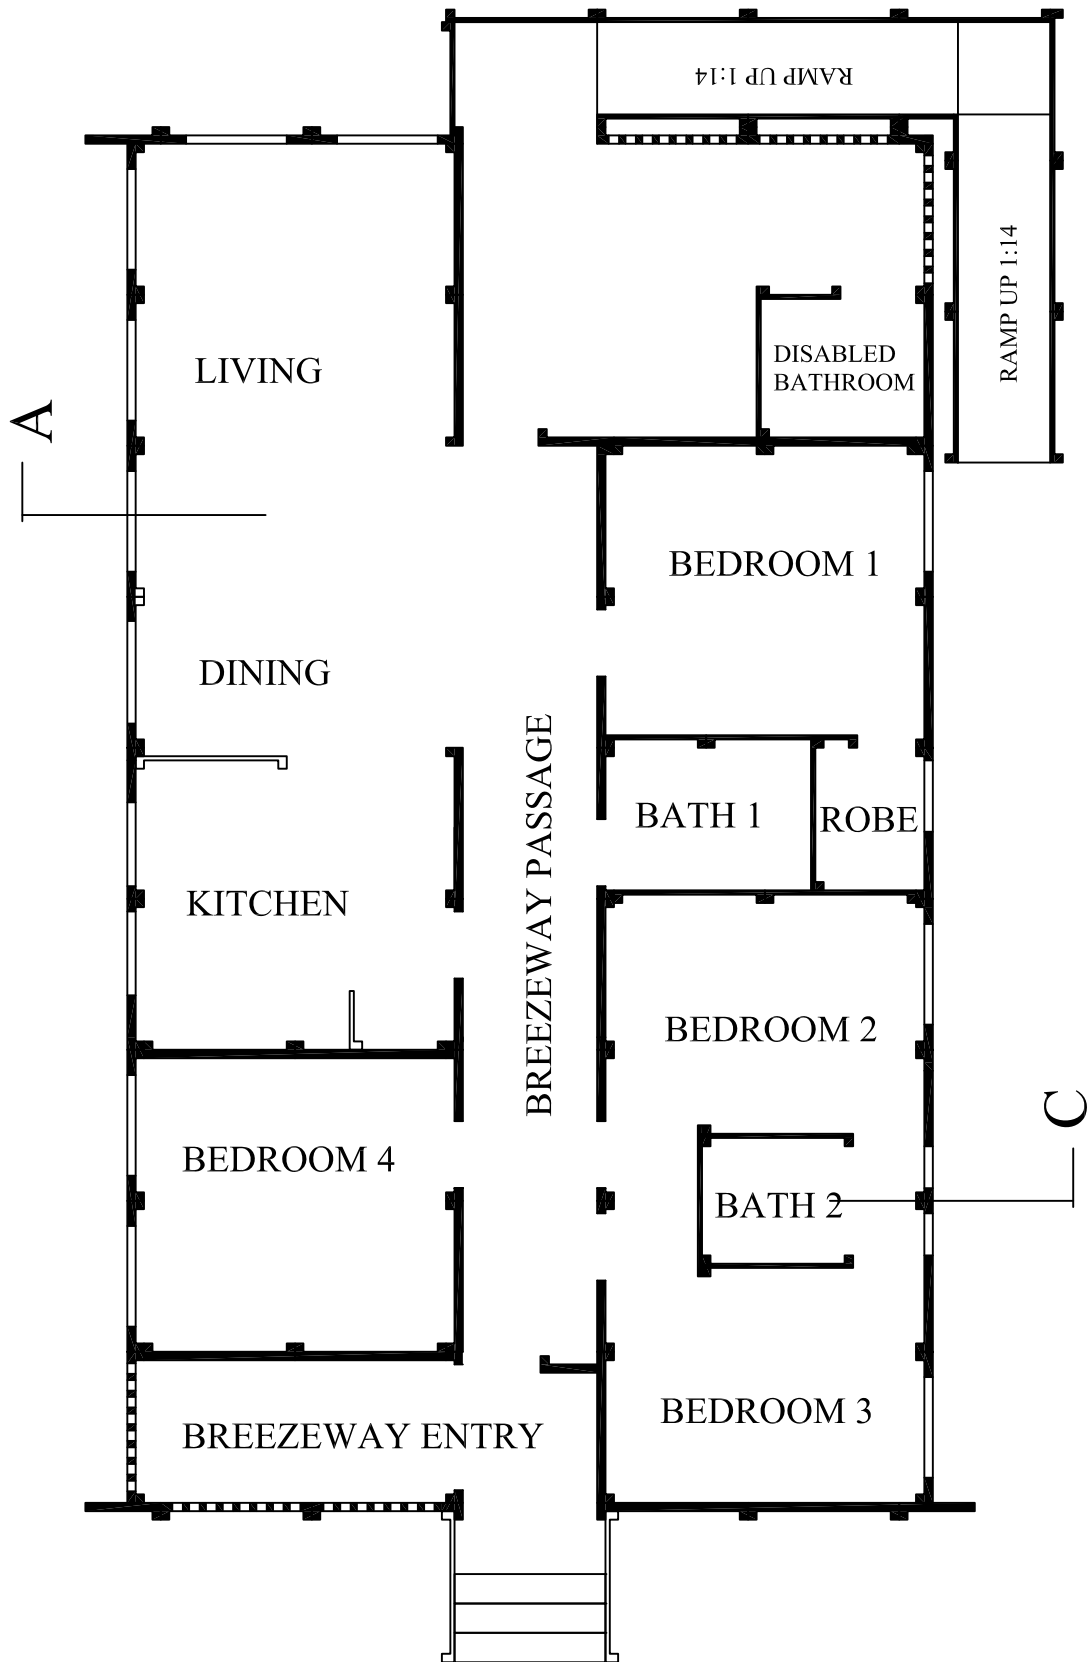 RAMP UP 1:14
RAMP UP 1:14
LIVING
DISABLED
BATHROOM
A
BEDROOM 1
DINING
BREEZEWAY PASSAGE
BATH 1
ROBE
KITCHEN
BEDROOM 2
C
BEDROOM 4
BATH 2
BEDROOM 3
BREEZEWAY ENTRY